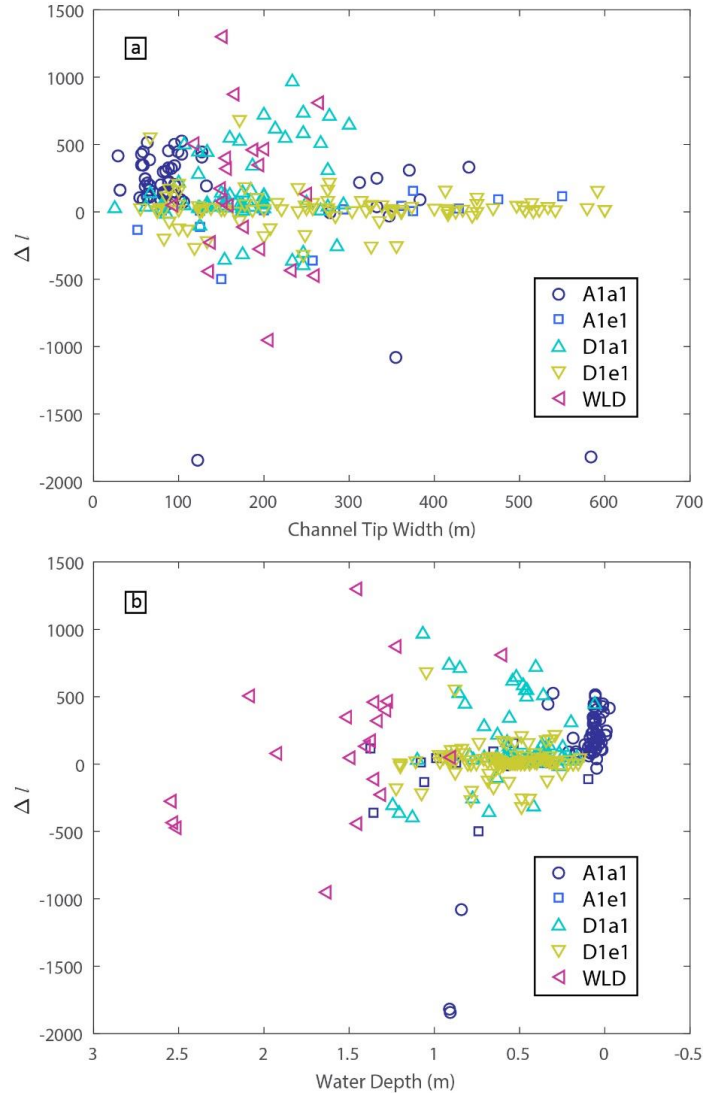 1500
a
1000
500
0
-500
-1000
-1500
-2000
Δ l
A1a1
A1e1
D1a1
D1e1
WLD
0 100 200 300 400 500 600 700
Channel Tip Width (m)
1500
b
1000
500
0
-500
-1000
-1500
-2000
Δ l
A1a1
A1e1
D1a1
D1e1
WLD
3 2.5 2 1.5 1 0.5 0 -0.5
Water Depth (m)